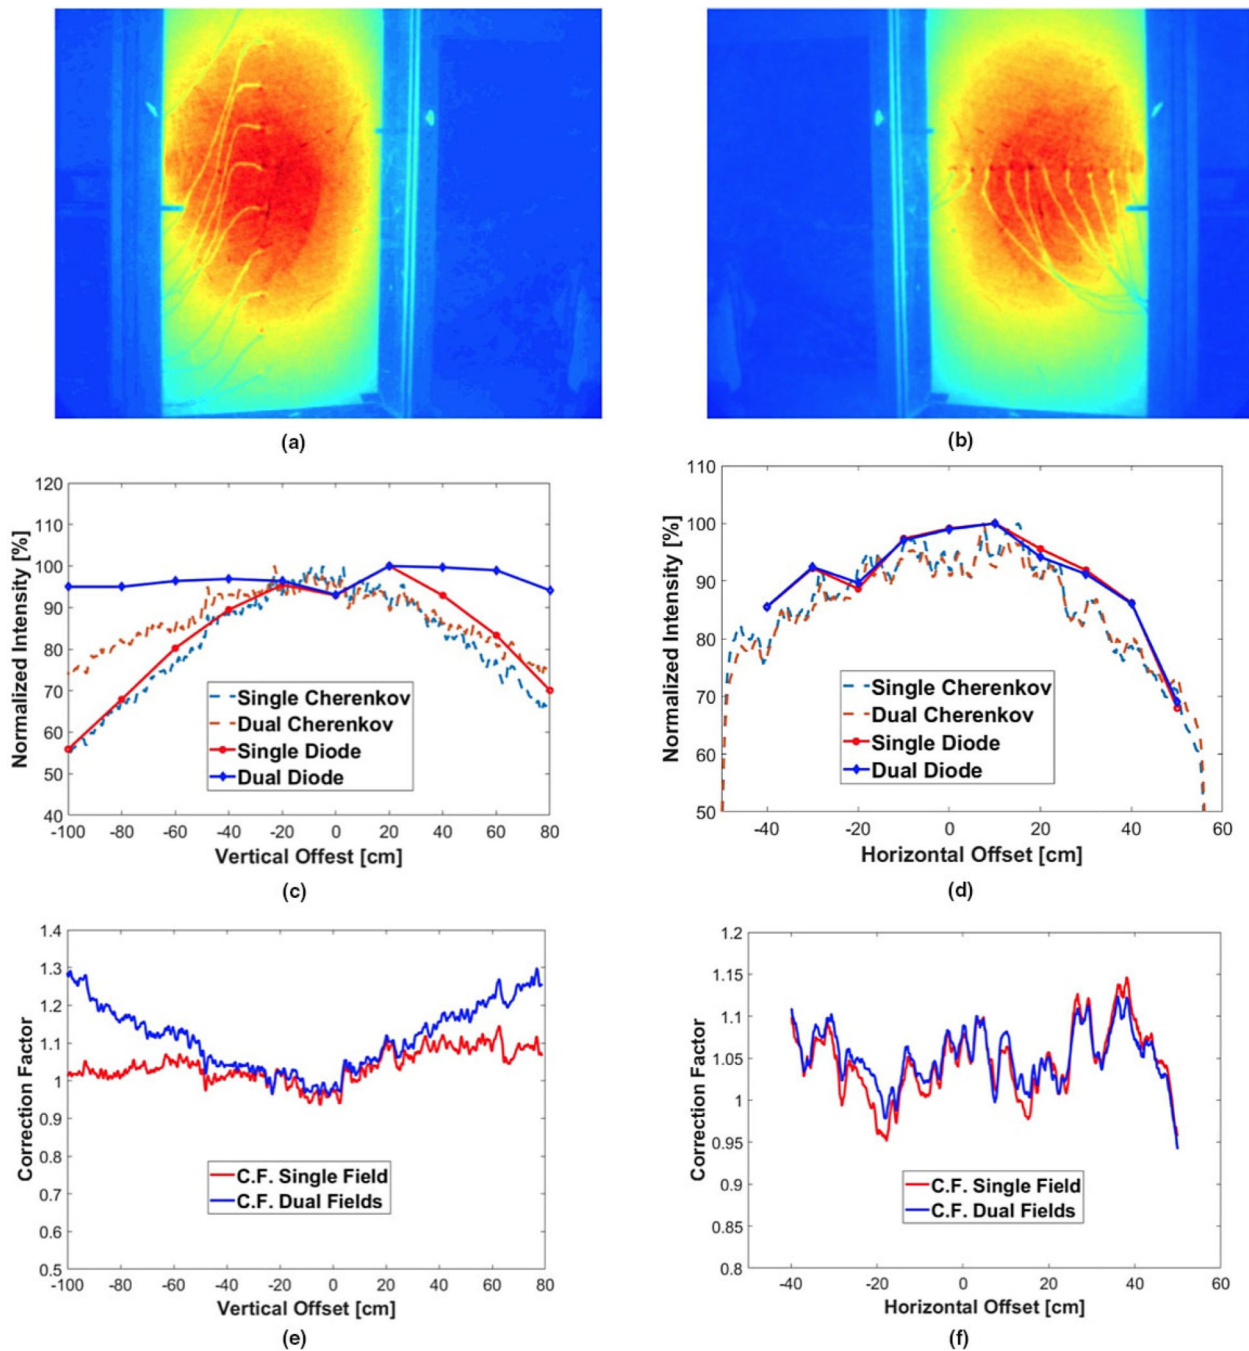 (a)
(b)
120
110
100
90
80
70
60
50
40
Normalized Intensity [%]
Single Cherenkov
Dual Cherenkov
Single Diode
Dual Diode
-100 -80 -60 -40 -20 0 20 40 60 80
Vertical Offest [cm]
(c)
110
100
90
80
70
60
50
Normalized Intensity [%]
Single Cherenkov
Dual Cherenkov
Single Diode
Dual Diode
-40 -20 0 20 40 60
Horizontal Offset [cm]
(d)
1.4
1.3
1.2
1.1
1
0.9
0.8
0.7
0.6
0.5
Correction Factor
C.F. Single Field
C.F. Dual Fields
-100 -80 -60 -40 -20 0 20 40 60 80
Vertical Offset [cm]
(e)
1.2
1.15
1.1
1.05
1
0.95
0.9
0.85
0.8
Correction Factor
C.F. Single Field
C.F. Dual Fields
-40 -20 0 20 40 60
Horizontal Offset [cm]
(f)